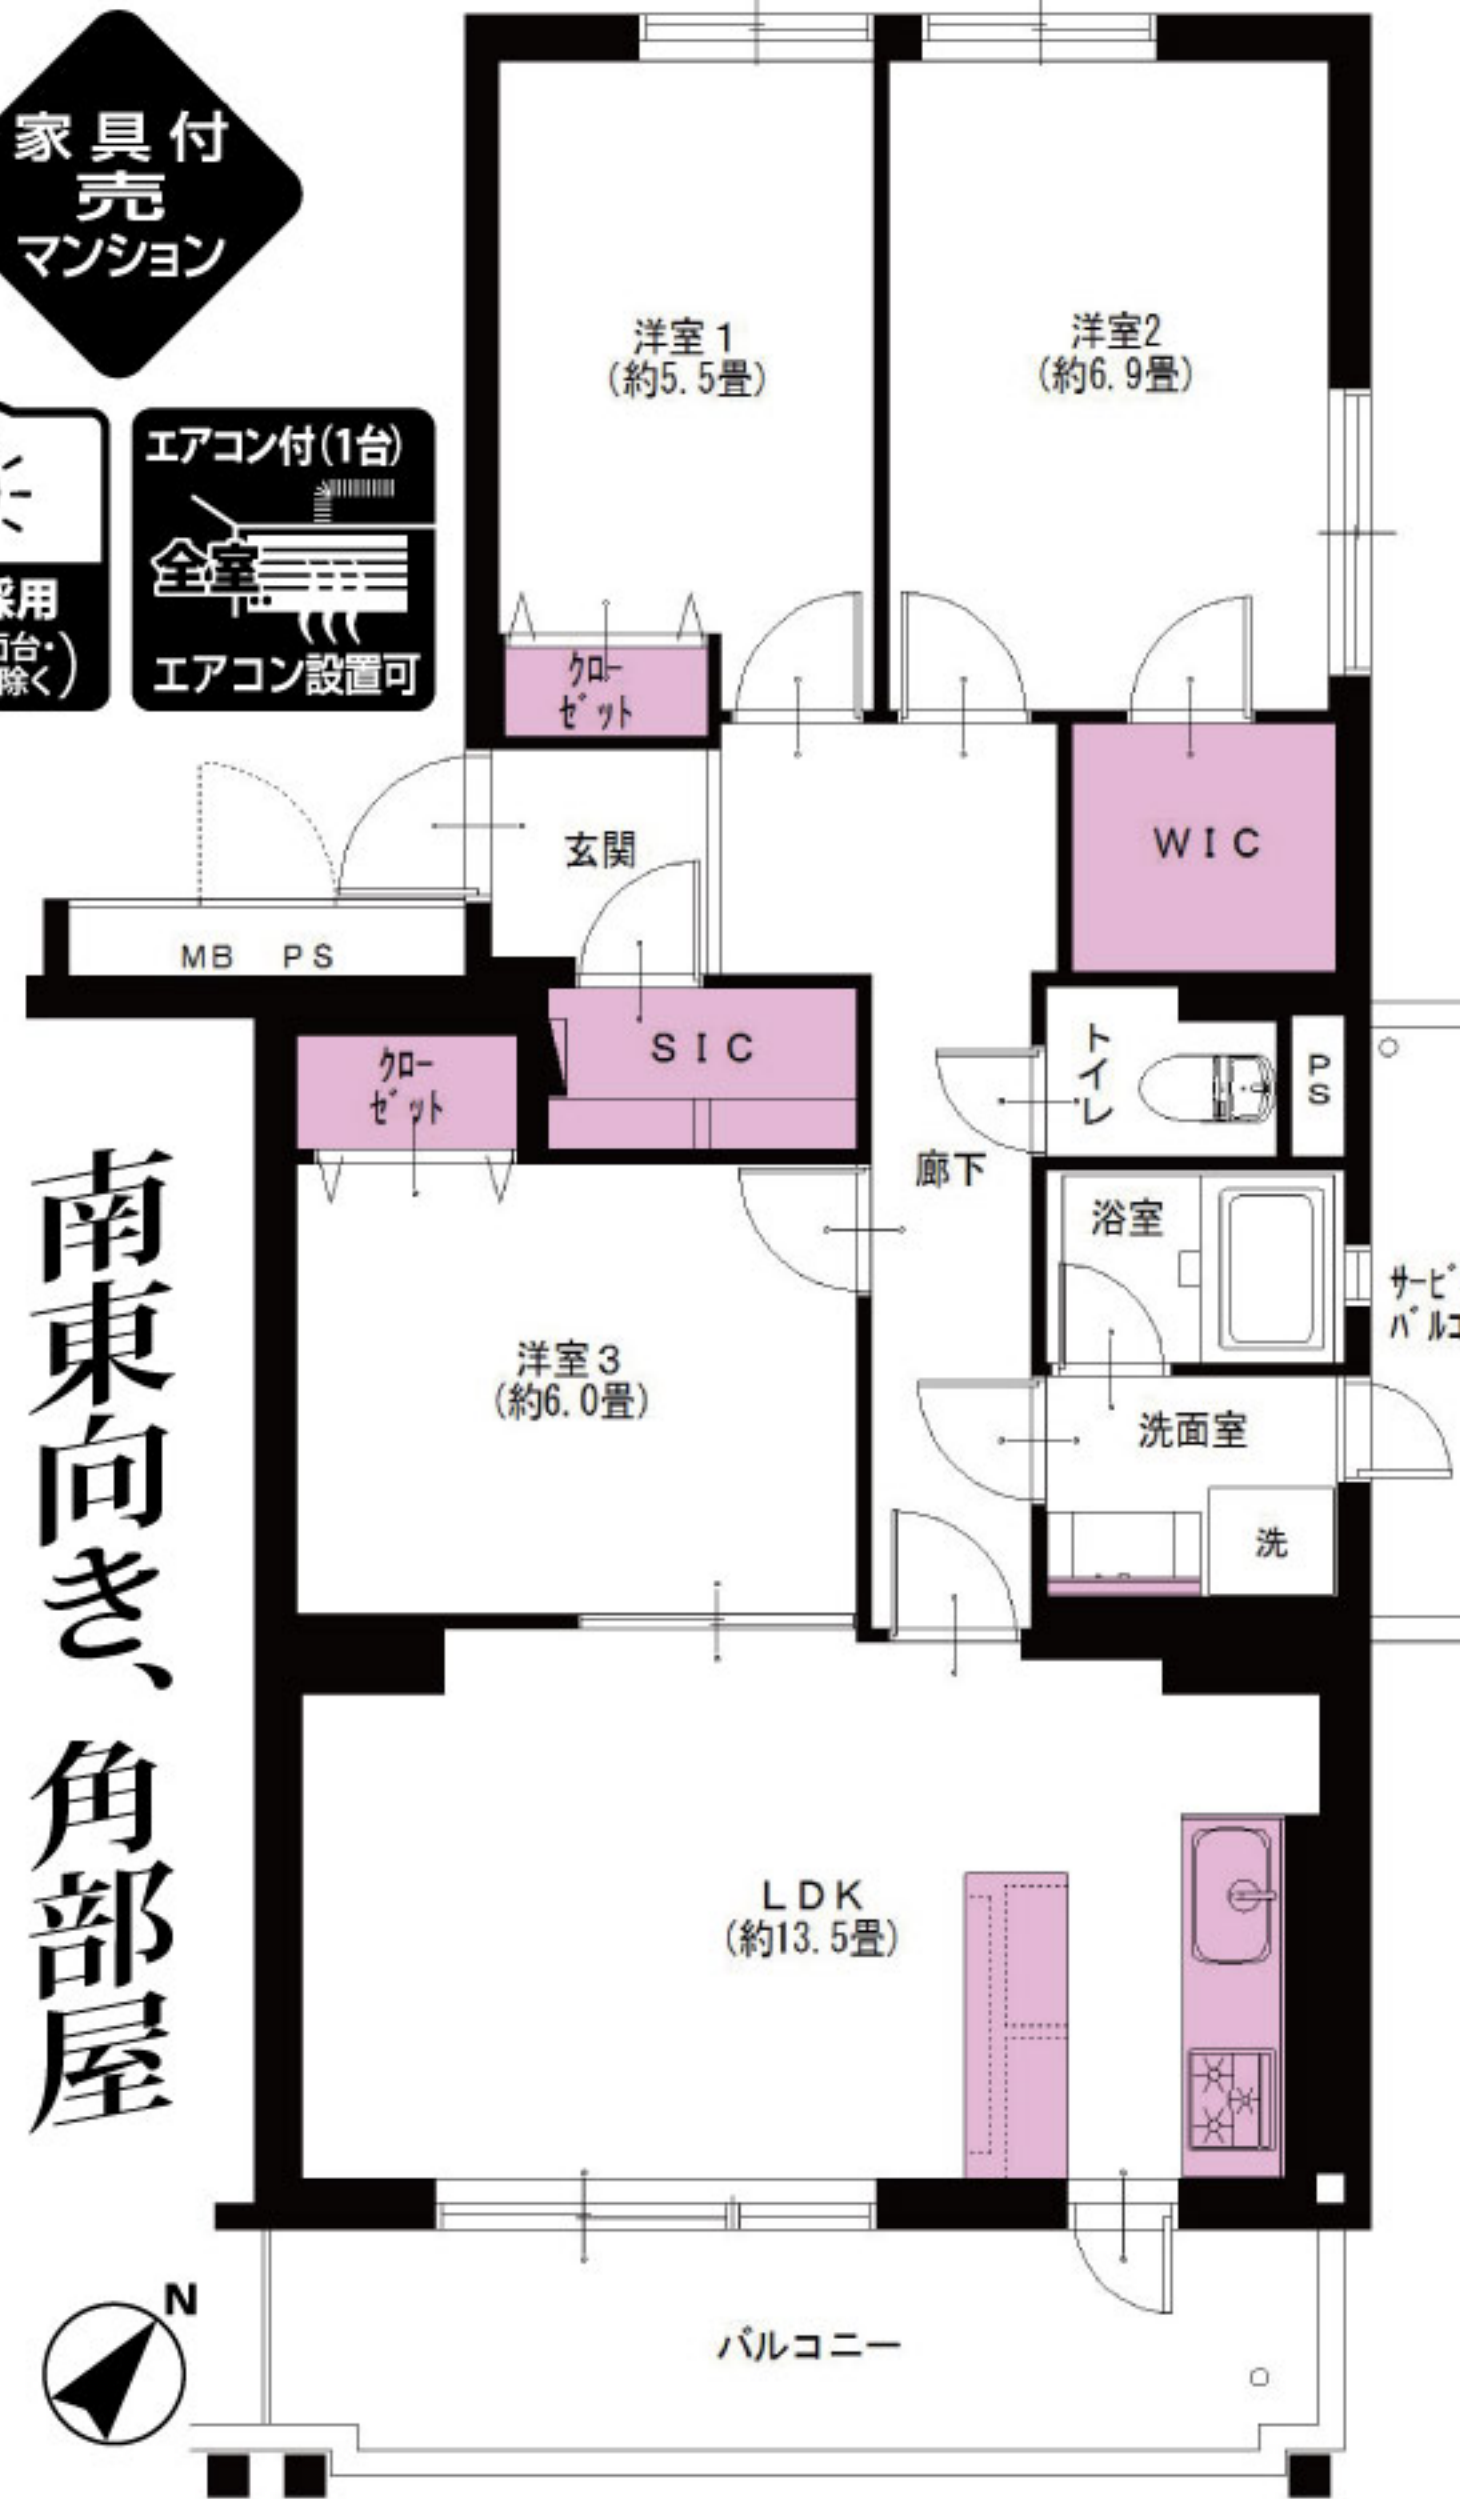 家具付
売
マンション
エアコン付(1台)
全室
エアコン設置可
採用
除く)
洋室1
(約5.5畳)
洋室2
(約6.9畳)
クロー
ゼット
玄関
WIC
MB PS
SIC
クロー
ゼット
トイレ
PS
廊下
浴室
洋室3
(約6.0畳)
洗面室
洗
LDK
(約13.5畳)
バルコニー
南東向き、角部屋
N